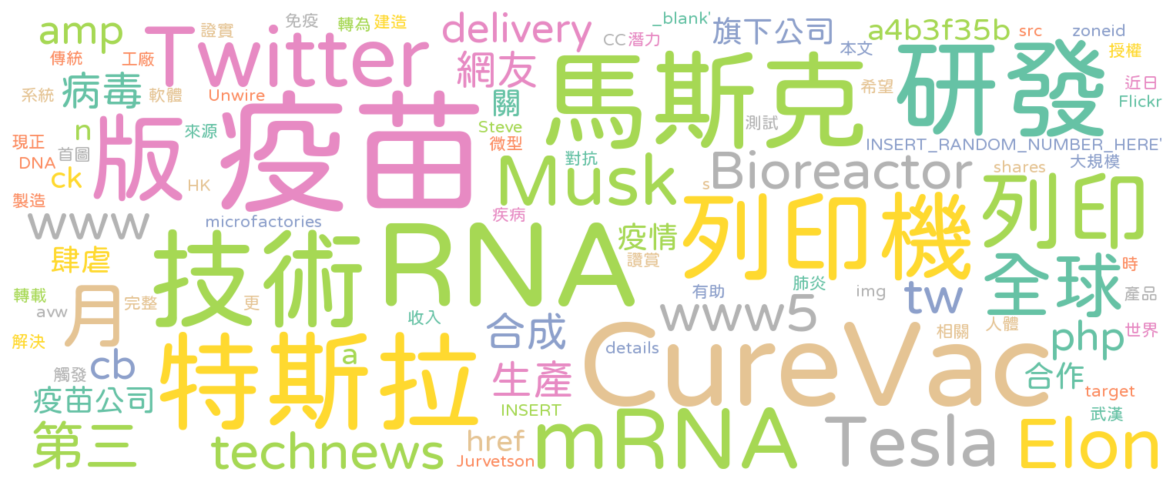 amp
Twitter
證實
免疫
轉為
建造
delivery
_blank'
旗下公司
a4b3f35b
src
zoneid
傳統
工廠
病毒
網友
CC
潛力
本文
授權
馬斯克
研發
系統
軟體
Unwire
關
希望
近日
Flickr
版
疫苗
n
來源
Steve
測試
現正
DNA
首圖
微型
INSERT_RANDOM_NUMBER_HERE'
ck
HK
Musk
對抗
Bioreactor
shares
大規模
製造
www
microfactories
疾病
s
列印機
列印
技術
RNA
疫情
肆虐
讚賞
全球
時
轉載
avw
月
完整
更
有助
肺炎
img
tw
產品
收入
www5
解決
cb
觸發
特斯拉
a
合成
details
CureVac
相關
人體
php
世界
疫苗公司
生產
合作
target
INSERT
武漢
第三
technews
href
Jurvetson
mRNA
Tesla
Elon